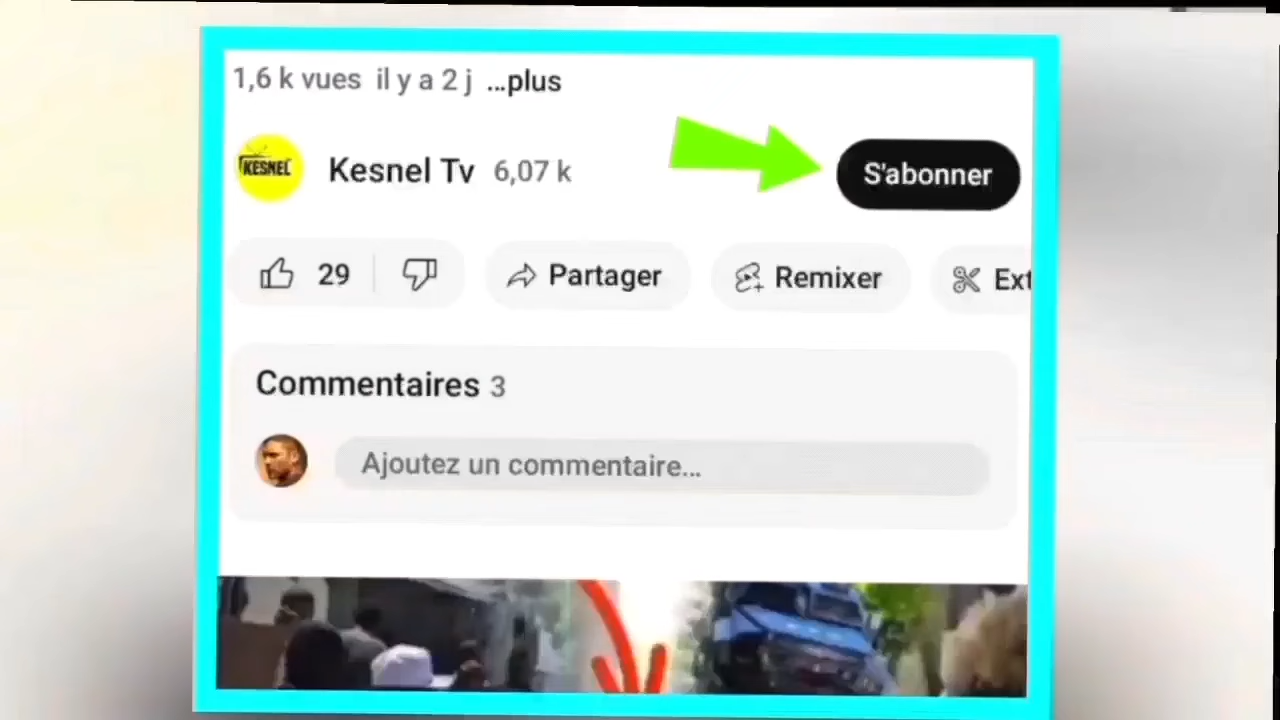 1,6 k vues il y a 2 j ...plus
KESNEL
Kesnel Tv 6,07 k
S'abonner
29
Partager
Remixer
Ext
Commentaires 3
Ajoutez un commentaire...